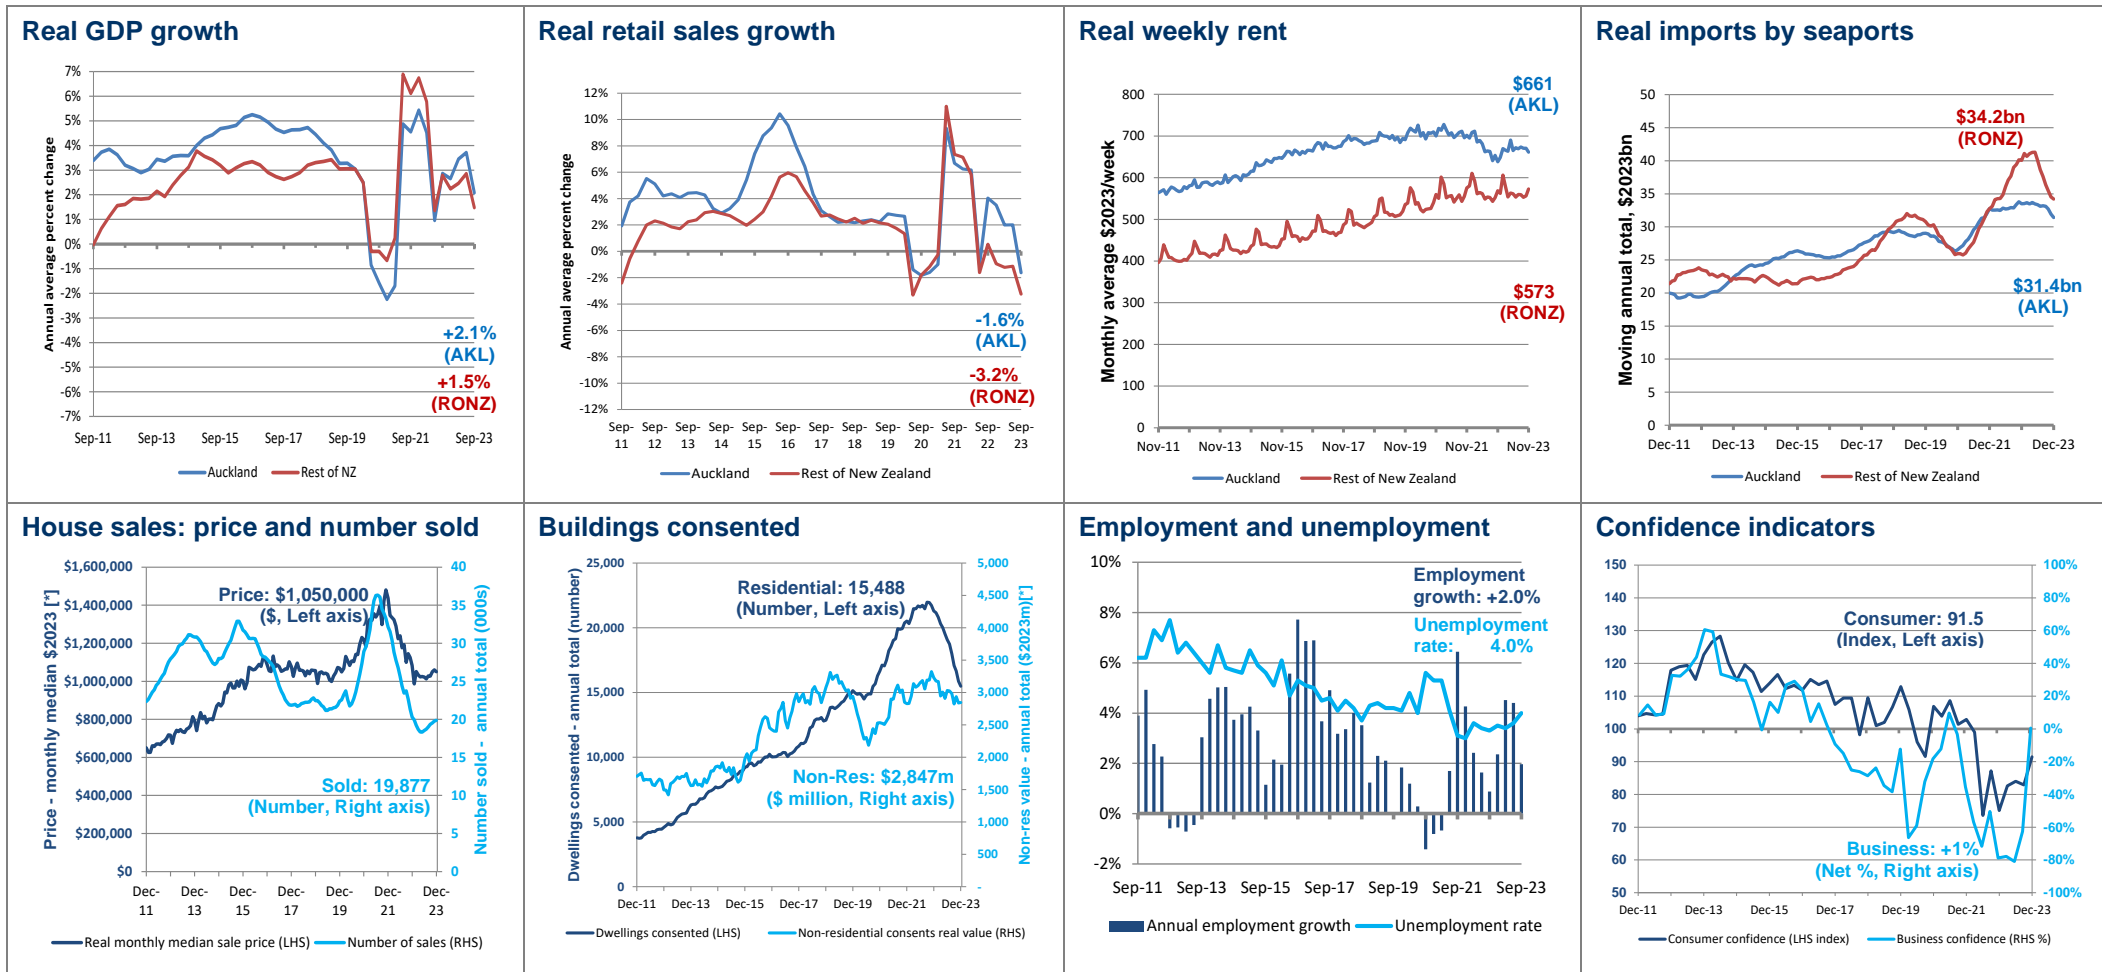 Real GDP growth
7%
6%
5%
4%
3%
2%
1%
0%
-1%
-2%
-3%
-4%
-5%
-6%
-7%
Annual average percent change
+2.1%
(AKL)
+1.5%
(RONZ)
Sep-11 Sep-13 Sep-15 Sep-17 Sep-19 Sep-21 Sep-23
Auckland Rest of NZ
Real retail sales growth
12%
10%
8%
6%
4%
2%
0%
-2%
-4%
-6%
-8%
-10%
-12%
Annual average percent change
-1.6%
(AKL)
-3.2%
(RONZ)
Sep- Sep- Sep- Sep- Sep- Sep- Sep- Sep- Sep- Sep- Sep- Sep- Sep-
11 12 13 14 15 16 17 18 19 20 21 22 23
Auckland Rest of New Zealand
Real weekly rent
$661
(AKL)
800
700
600
500
400
300
200
100
0
Monthly average $2023/week
$573
(RONZ)
Nov-11 Nov-13 Nov-15 Nov-17 Nov-19 Nov-21 Nov-23
Auckland Rest of New Zealand
Real imports by seaports
50
45
40
35
30
25
20
15
10
5
0
Moving annual total, $2023bn
$34.2bn
(RONZ)
$31.4bn
(AKL)
Dec-11 Dec-13 Dec-15 Dec-17 Dec-19 Dec-21 Dec-23
Auckland Rest of New Zealand
House sales: price and number sold
$1,600,000
$1,400,000
$1,200,000
$1,000,000
$800,000
$600,000
$400,000
$200,000
$0
Price - monthly median $2023 [*]
Price: $1,050,000
($, Left axis)
Sold: 19,877
(Number, Right axis)
40
35
30
25
20
15
10
5
0
Number sold - annual total (000s)
Dec- Dec- Dec- Dec- Dec- Dec- Dec-
11 13 15 17 19 21 23
Real monthly median sale price (LHS) Number of sales (RHS)
Buildings consented
25,000
20,000
15,000
10,000
5,000
0
Dwellings consented - annual total (number)
Residential: 15,488
(Number, Left axis)
Non-Res: $2,847m
($ million, Right axis)
5,000
4,500
4,000
3,500
3,000
2,500
2,000
1,500
1,000
500
-
Non-res value - annual total ($2023m)[*]
Dec-11 Dec-13 Dec-15 Dec-17 Dec-19 Dec-21 Dec-23
Dwellings consented (LHS) Non-residential consents real value (RHS)
Employment and unemployment
10%
8%
6%
4%
2%
0%
-2%
Employment
growth: +2.0%
Unemployment
rate: 4.0%
Sep-11 Sep-13 Sep-15 Sep-17 Sep-19 Sep-21 Sep-23
Annual employment growth Unemployment rate
Confidence indicators
150
140
130
120
110
100
90
80
70
60
50
Consumer: 91.5
(Index, Left axis)
Business: +1%
(Net %, Right axis)
100%
80%
60%
40%
20%
0%
-20%
-40%
-60%
-80%
-100%
Dec-11 Dec-13 Dec-15 Dec-17 Dec-19 Dec-21 Dec-23
Consumer confidence (LHS index) Business confidence (RHS %)